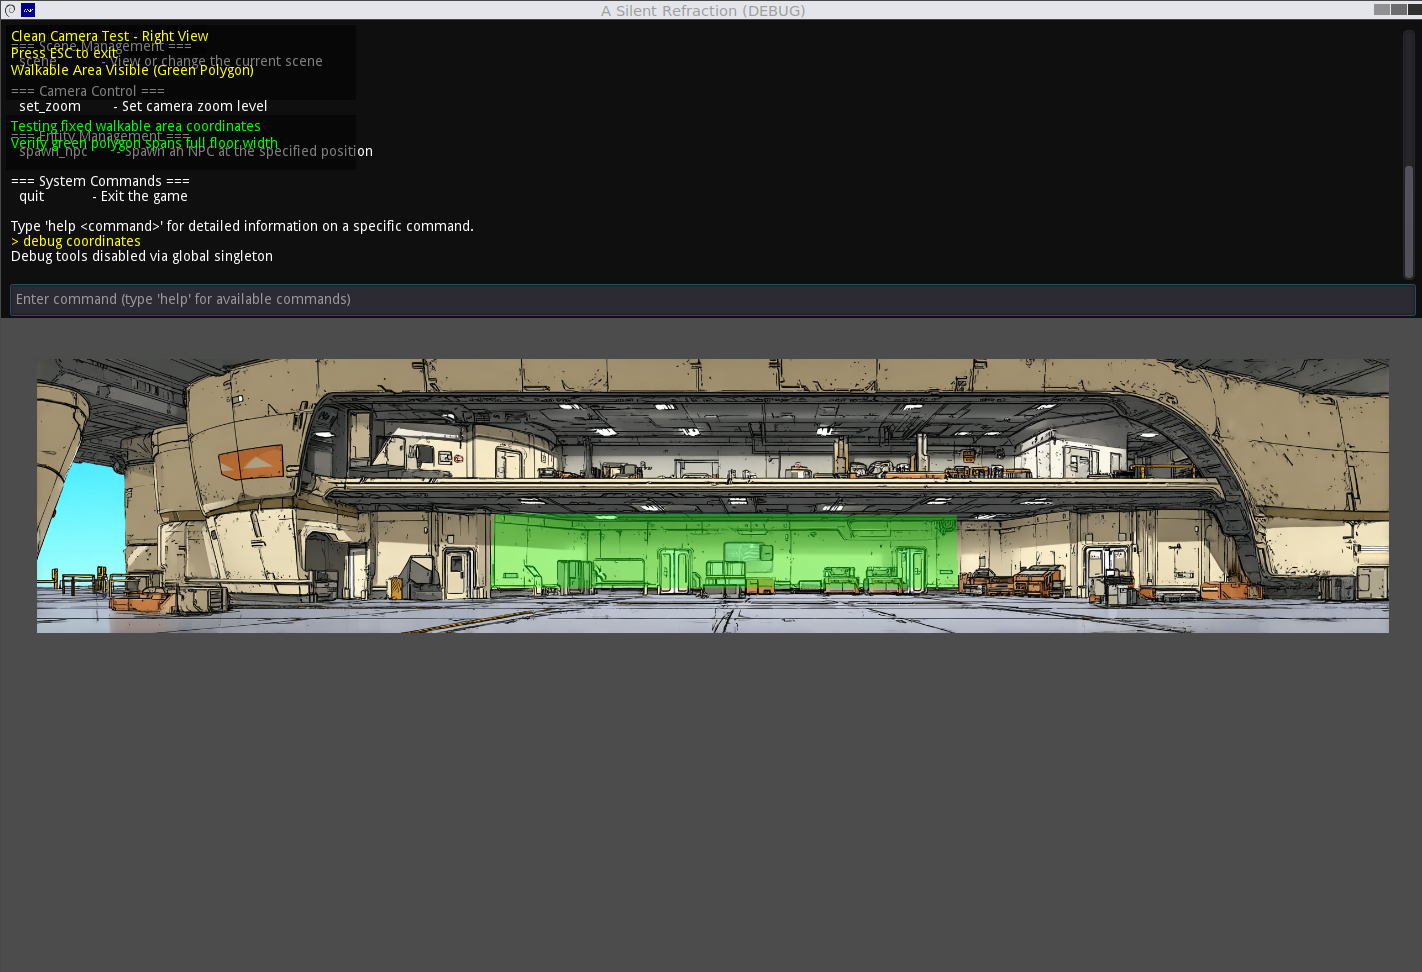 A Silent Refraction (DEBUG)
Clean Camera Test - Right View
=== Scene Management ===
Press ESC to exit
scene - View or change the current scene
Walkable Area Visible (Green Polygon)
=== Camera Control ===
set_zoom - Set camera zoom level
Testing fixed walkable area coordinates
=== Entity Management ===
Verify green polygon spans full floor width
spawn_npc - Spawn an NPC at the specified position
=== System Commands ===
quit - Exit the game
Type 'help <command>' for detailed information on a specific command.
> debug coordinates
Debug tools disabled via global singleton
Enter command (type 'help' for available commands)